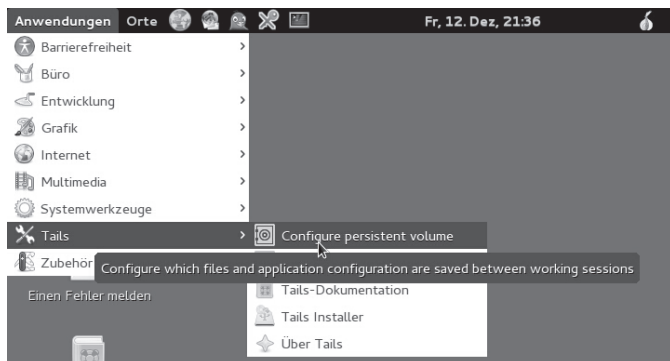 Anwendungen Orte Fr, 12. Dez, 21:36
Barrierefreiheit
Büro
Entwicklung
Grafik
Internet
Multimedia
Systemwerkzeuge
Tails
Configure persistent volume
Zubehör
Configure which files and application configuration are saved between working sessions
Einen Fehler melden
Tails-Dokumentation
Tails Installer
Über Tails